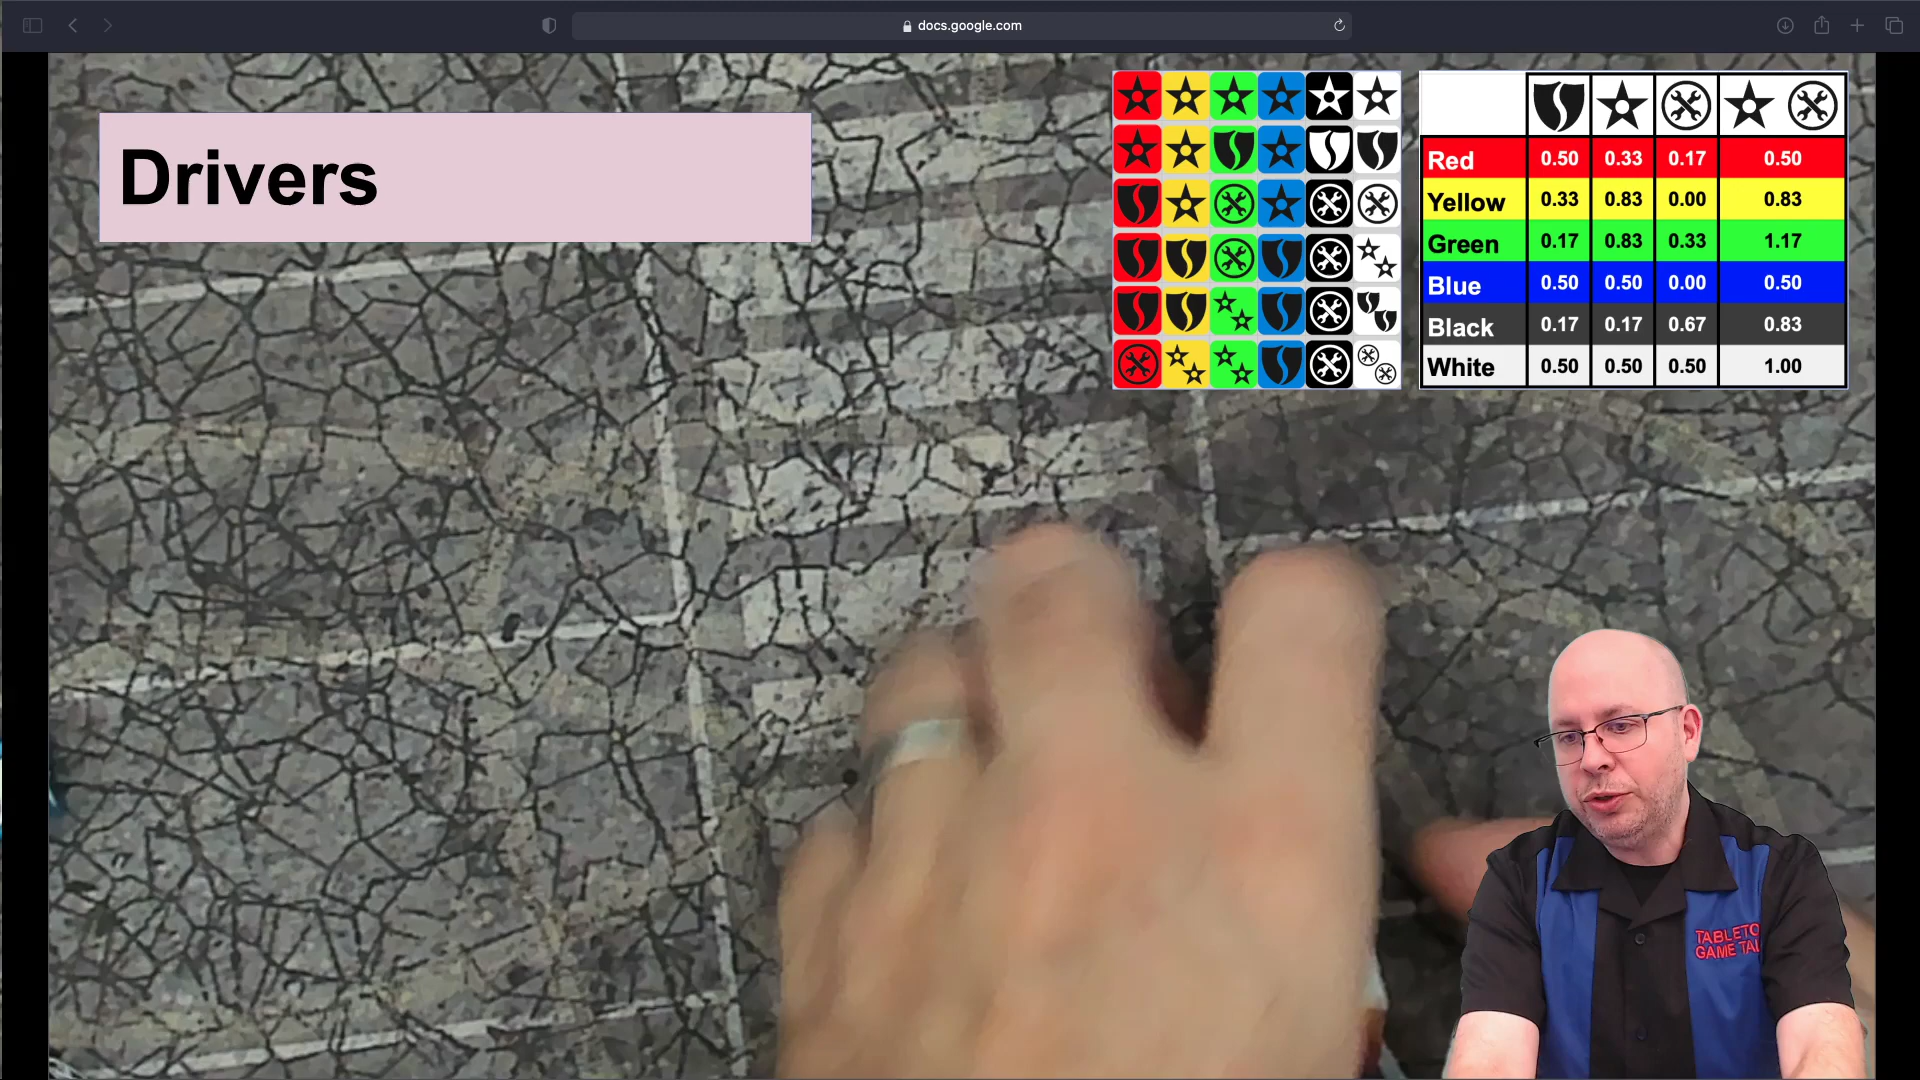 docs.google.com
Drivers
Red 0.50 0.33 0.17 0.50
Yellow 0.33 0.83 0.00 0.83
Green 0.17 0.83 0.33 1.17
Blue 0.50 0.50 0.00 0.50
Black 0.17 0.17 0.67 0.83
White 0.50 0.50 0.50 1.00
TABLETO
GAME TAL